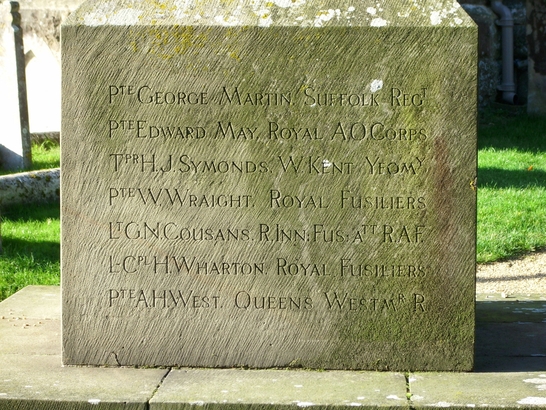 PTE GEORGE MARTIN. SUFFOLK REGT
PTE EDWARD MAY. ROYAL A.O.CORPS
TPR H.J.SYMONDS. W.KENT YEOMY
PTE W.WRAIGHT. ROYAL FUSILIERS
LT G.N.COUSANS. R.INN:FUS: ATT R.A.F.
L-CPL H.WHARTON. ROYAL FUSILIERS
PTE A.H.WEST. QUEENS WESTMR R.